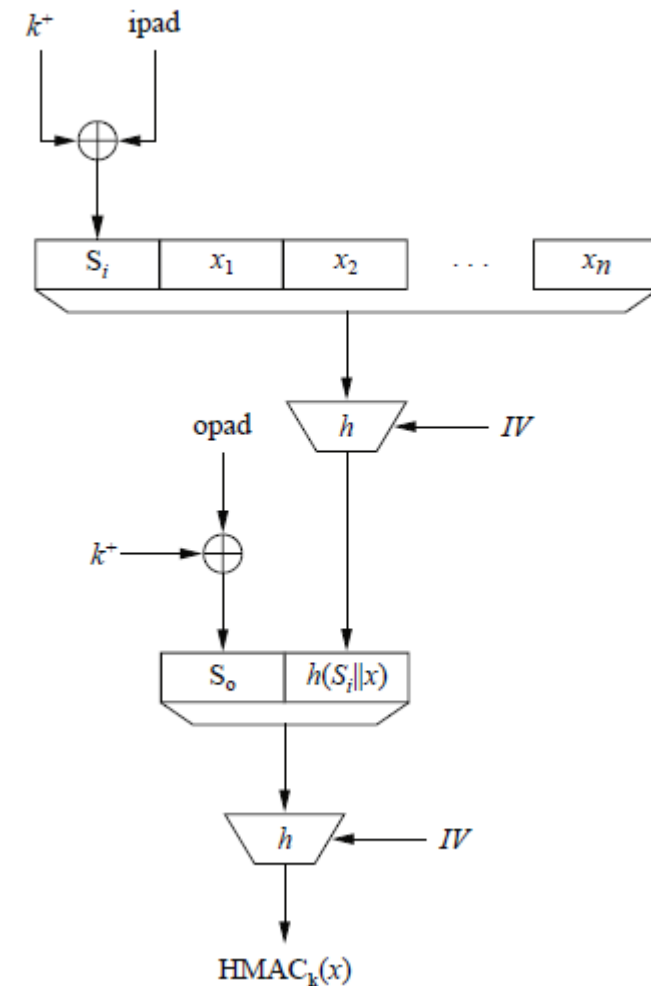 k⁺ ipad
Sᵢ x₁ x₂ . . . xₙ
h IV
opad
k⁺
Sₒ h(Sᵢ||x)
h IV
HMACₖ(x)